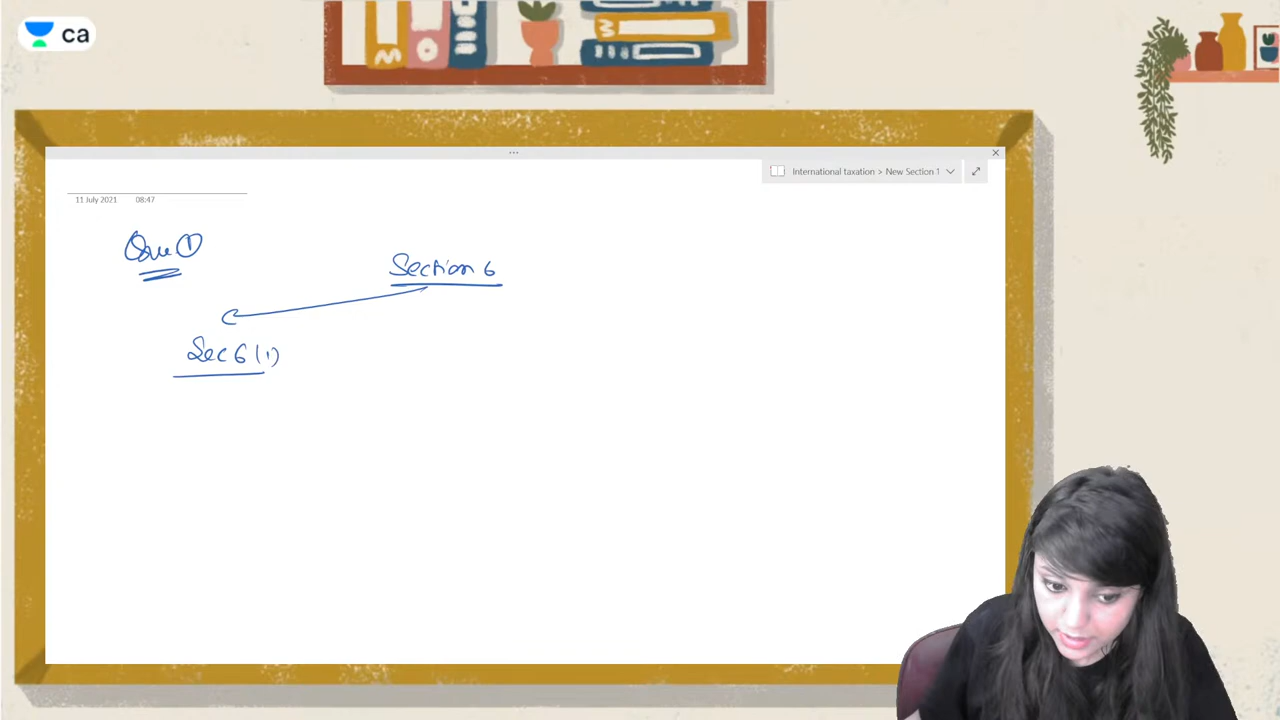 ca
International taxation > New Section 1
11 July 2021 08:47
Que ①
Section 6
Sec 6 (1)